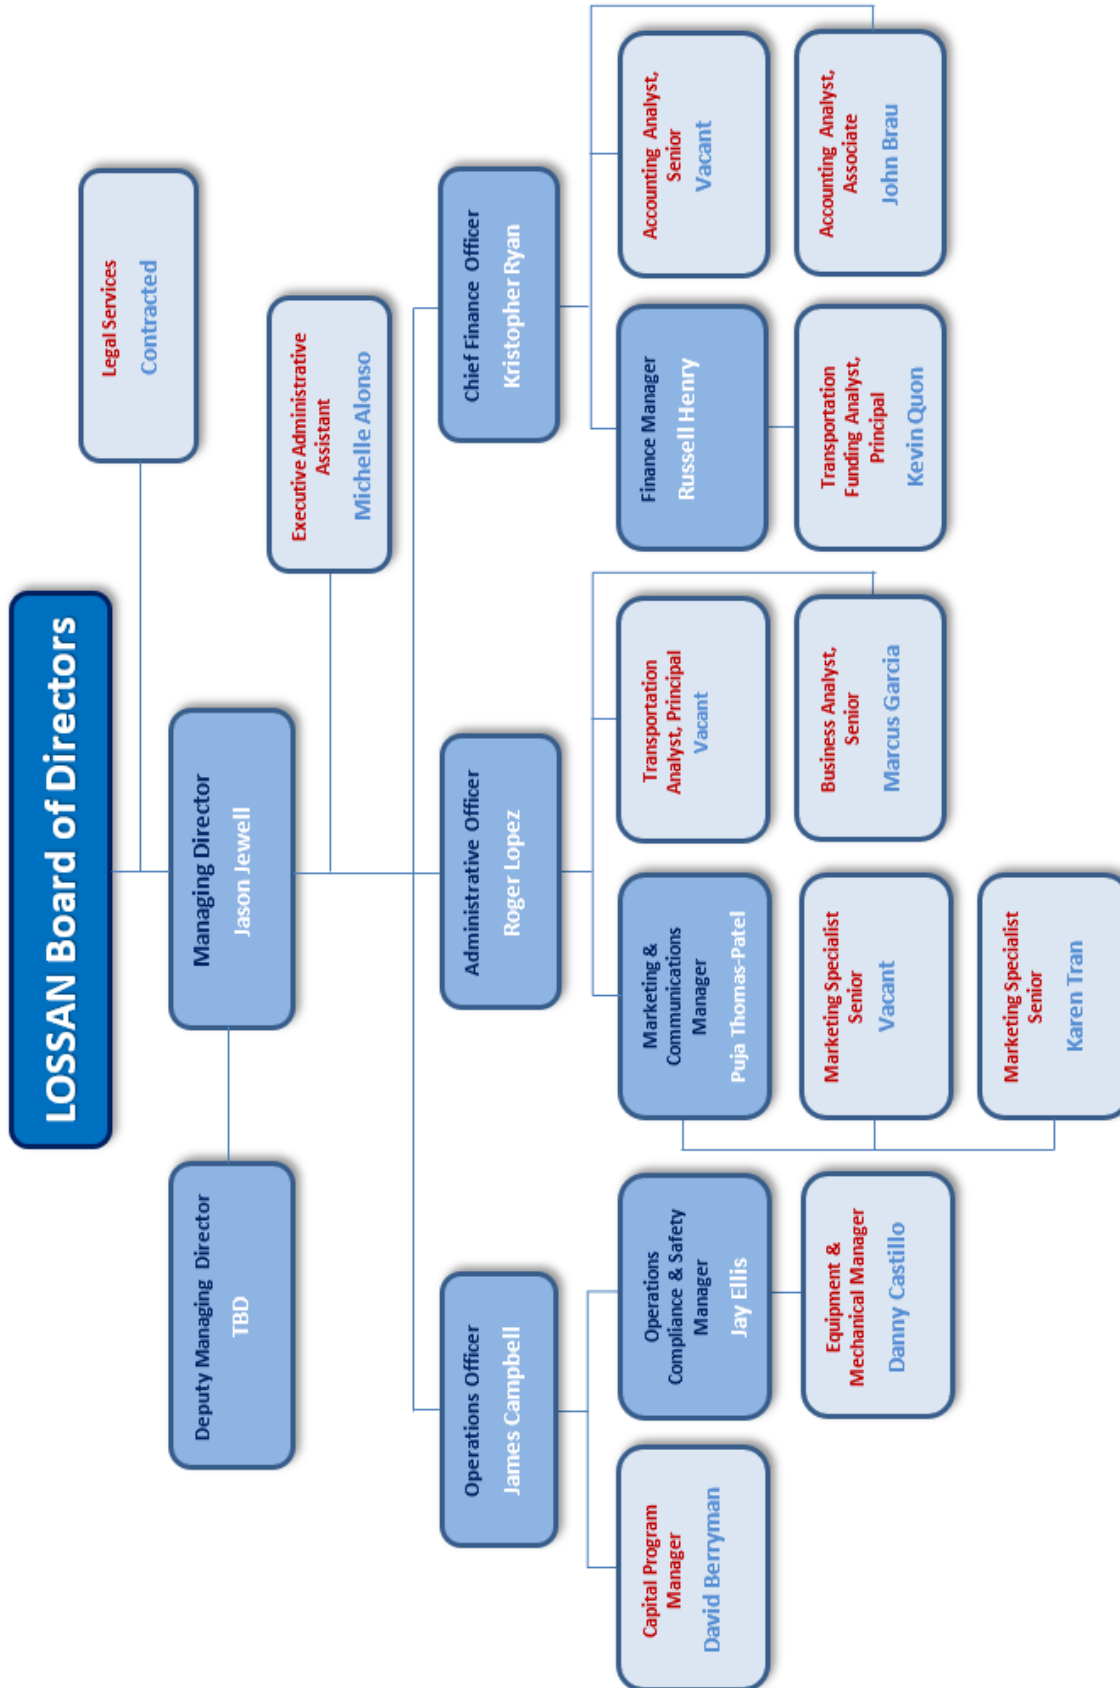 LOSSAN Board of Directors
Legal Services
Contracted
Deputy Managing Director
TBD
Managing Director
Jason Jewell
Executive Administrative
Assistant
Michelle Alonso
Operations Officer
James Campbell
Administrative Officer
Roger Lopez
Chief Finance Officer
Kristopher Ryan
Capital Program
Manager
David Berryman
Operations
Compliance & Safety
Manager
Jay Ellis
Equipment &
Mechanical Manager
Danny Castillo
Marketing &
Communications
Manager
Puja Thomas-Patel
Marketing Specialist
Senior
Vacant
Marketing Specialist
Senior
Karen Tran
Transportation
Analyst, Principal
Vacant
Business Analyst,
Senior
Marcus Garcia
Finance Manager
Russell Henry
Transportation
Funding Analyst,
Principal
Kevin Quon
Accounting Analyst,
Senior
Vacant
Accounting Analyst,
Associate
John Brau